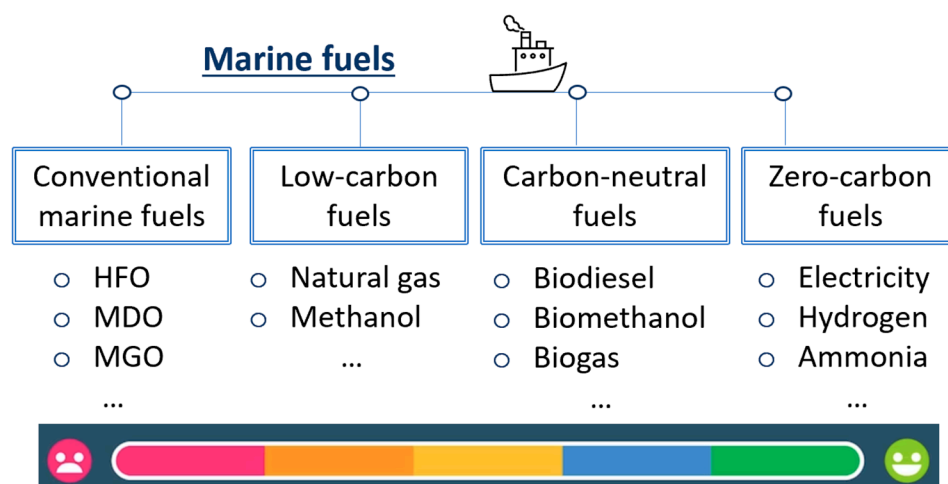 Marine fuels
Conventional
marine fuels
Low-carbon
fuels
Carbon-neutral
fuels
Zero-carbon
fuels
HFO
MDO
MGO
...
Natural gas
Methanol
...
Biodiesel
Biomethanol
Biogas
...
Electricity
Hydrogen
Ammonia
...